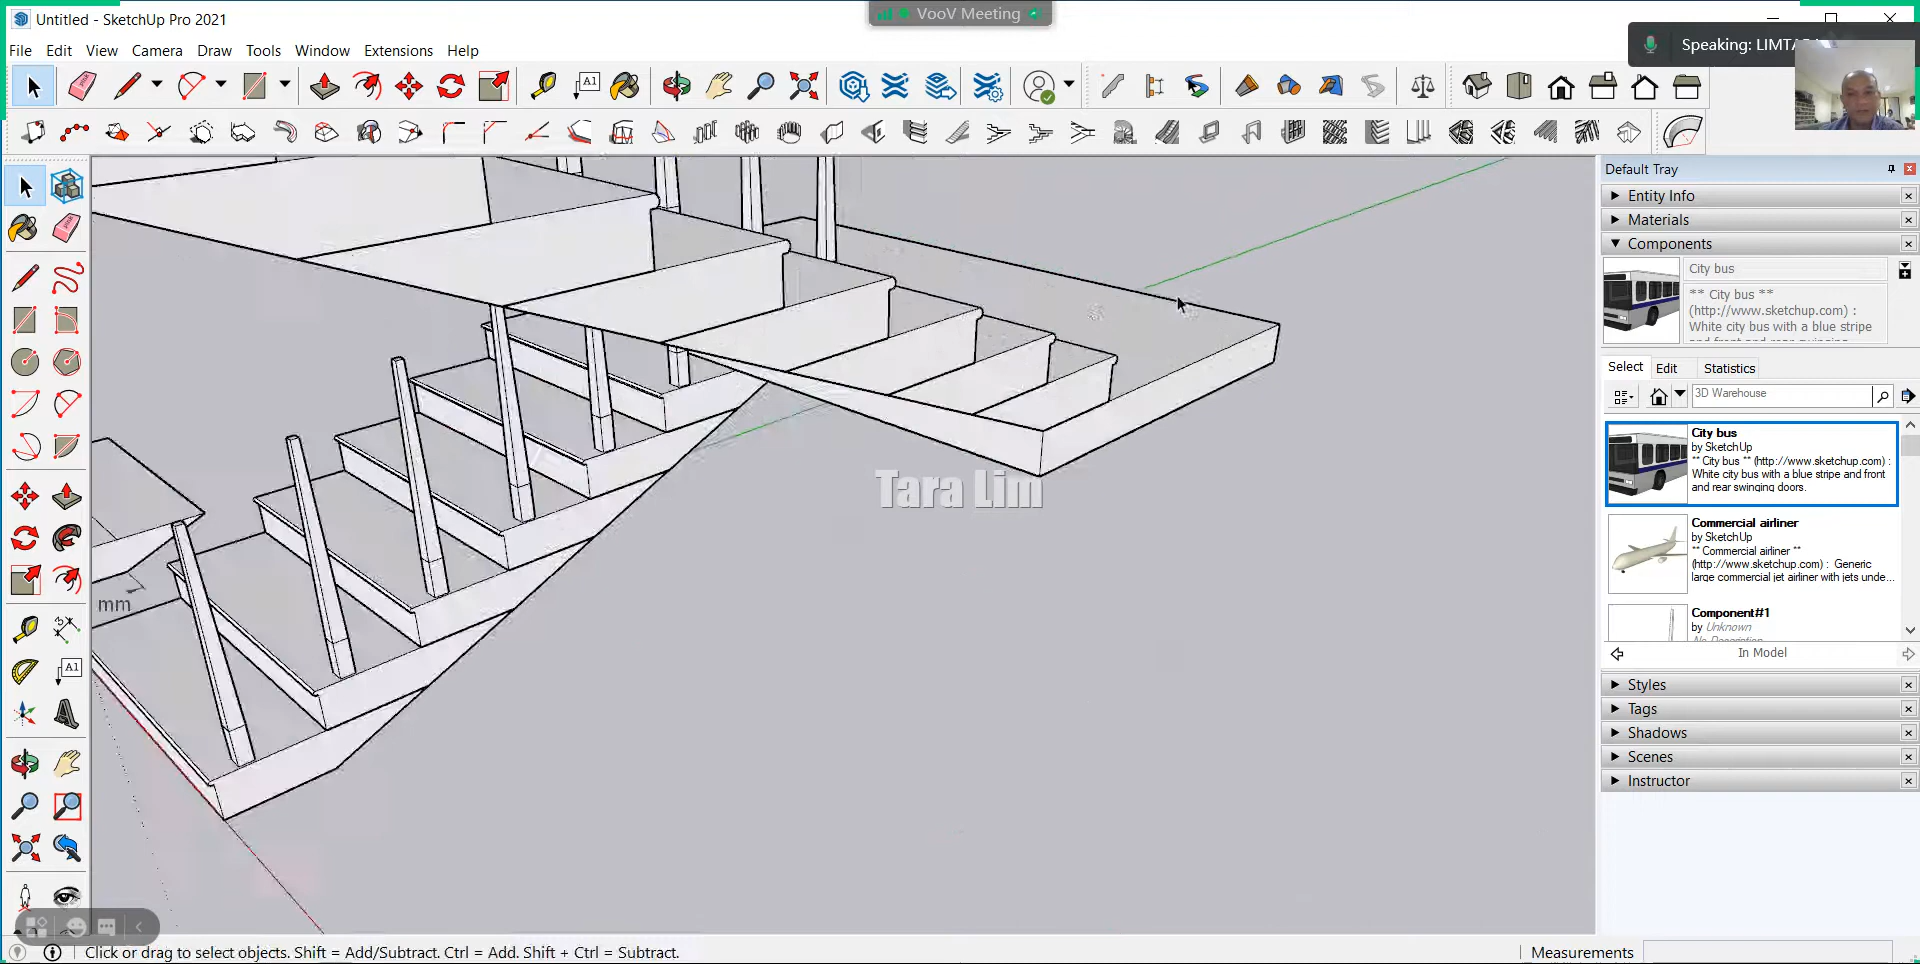 Untitled - SketchUp Pro 2021
VooV Meeting
Speaking: LIMTA
File Edit View Camera Draw Tools Window Extensions Help
A1
Default Tray
Entity Info
Materials
Components
City bus
** City bus **
(http://www.sketchup.com) :
White city bus with a blue stripe
Select Edit Statistics
3D Warehouse
City bus
by SketchUp
** City bus ** (http://www.sketchup.com) :
White city bus with a blue stripe and front
and rear swinging doors.
Commercial airliner
by SketchUp
** Commercial airliner **
(http://www.sketchup.com) : Generic
large commercial jet airliner with jets unde...
Component#1
by Unknown
No Description
In Model
Styles
Tags
Shadows
Scenes
Instructor
Tara Lim
mm
A1
Click or drag to select objects. Shift = Add/Subtract. Ctrl = Add. Shift + Ctrl = Subtract.
Measurements